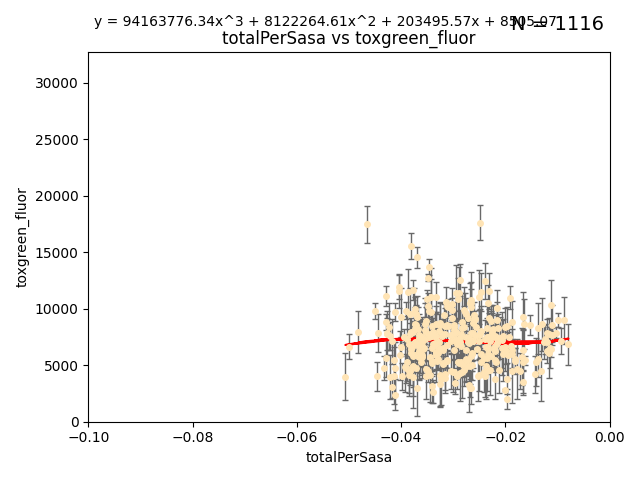 y = 94163776.34x^3 + 8122264.61x^2 + 203495.57x + 8505.07
N = 1116
totalPerSasa vs toxgreen_fluor
30000
25000
20000
15000
10000
5000
0
toxgreen_fluor
−0.10 −0.08 −0.06 −0.04 −0.02 0.00
totalPerSasa